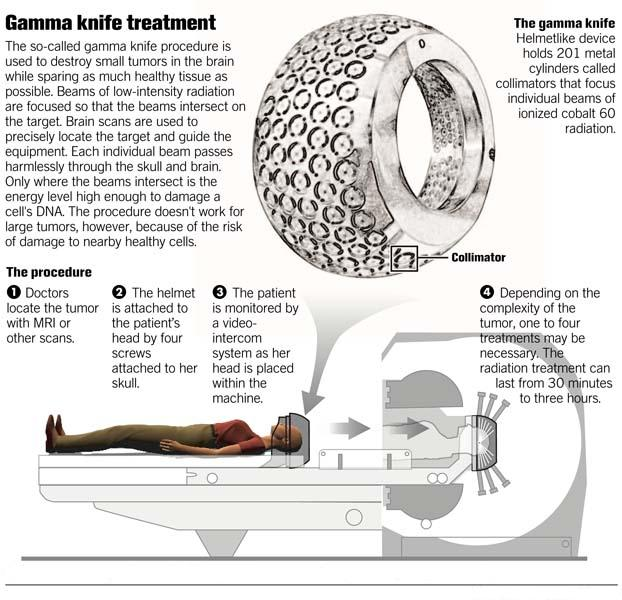 Gamma knife treatment
The so-called gamma knife procedure is
used to destroy small tumors in the brain
while sparing as much healthy tissue as
possible. Beams of low-intensity radiation
are focused so that the beams intersect on
the target. Brain scans are used to
precisely locate the target and guide the
equipment. Each individual beam passes
harmlessly through the skull and brain.
Only where the beams intersect is the
energy level high enough to damage a
cell's DNA. The procedure doesn't work for
large tumors, however, because of the risk
of damage to nearby healthy cells.
The gamma knife
Helmetlike device
holds 201 metal
cylinders called
collimators that focus
individual beams of
ionized cobalt 60
radiation.
0
Collimator
The procedure
1 Doctors
locate the tumor
with MRI or
other scans.
2 The helmet
is attached to
the patient's
head by four
screws
attached to her
skull.
3 The patient
is monitored by
a video-
intercom
system as her
head is placed
within the
machine.
4 Depending on the
complexity of the
tumor, one to four
treatments may be
necessary. The
radiation treatment can
last from 30 minutes
to three hours.